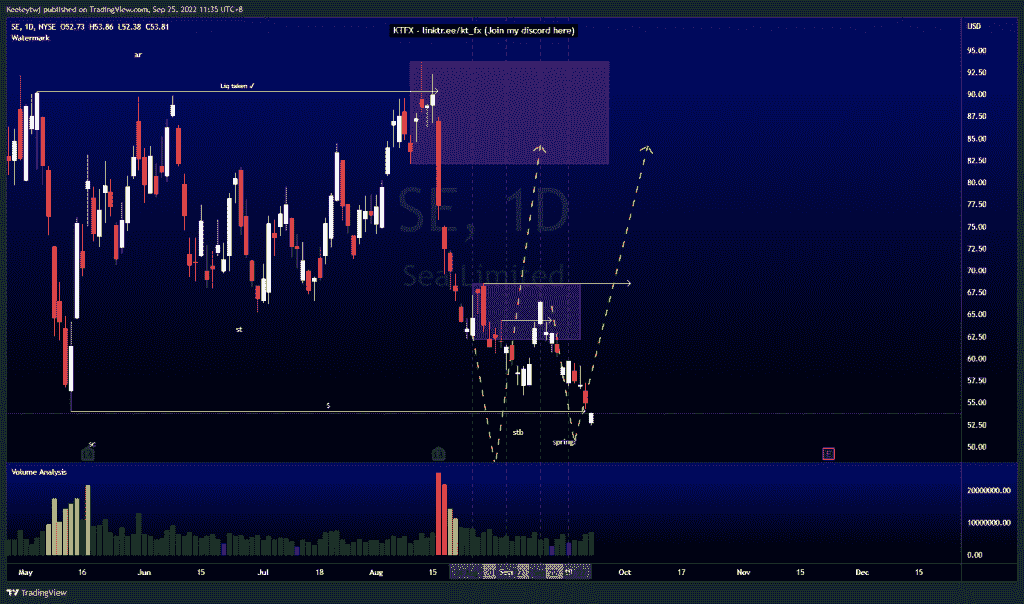 Keeleytwj published on TradingView.com, Sep 25, 2022 11:35 UTC+8
SE, 1D, NYSE O52.73 H53.86 L52.38 C53.81
Watermark
KTFX - linktr.ee/kt_fx (Join my discord here)
USD
ar
Liq taken ✓
95.00
92.50
90.00
87.50
85.00
82.50
80.00
77.50
75.00
72.50
70.00
67.50
65.00
62.50
60.00
57.50
55.00
52.50
50.00
SE, 1D
Sea Limited
st
$
stb
spring
sc
E
Volume Analysis
20000000.00
10000000.00
0.00
May 16 Jun 15 Jul 18 Aug 15 Oct 17 Nov 15 Dec 15
TradingView